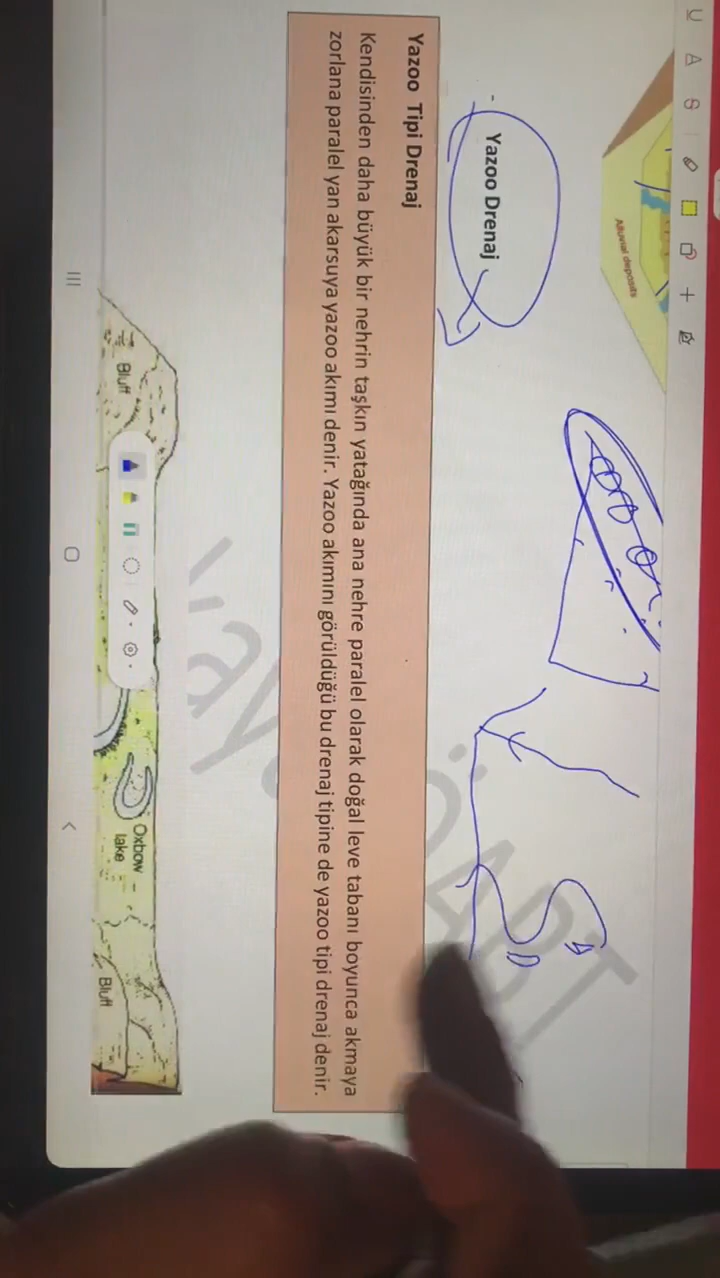 Alluvial deposits
Yazoo Drenaj
Yazoo Tipi Drenaj
Kendisinden daha büyük bir nehrin taşkın yatağında ana nehre paralel olarak doğal leve tabanı boyunca akmaya
zorlana paralel yan akarsuya yazoo akımı denir. Yazoo akımını görüldüğü bu drenaj tipine de yazoo tipi drenaj denir.
Bluff
Oxbow
lake
Bluff